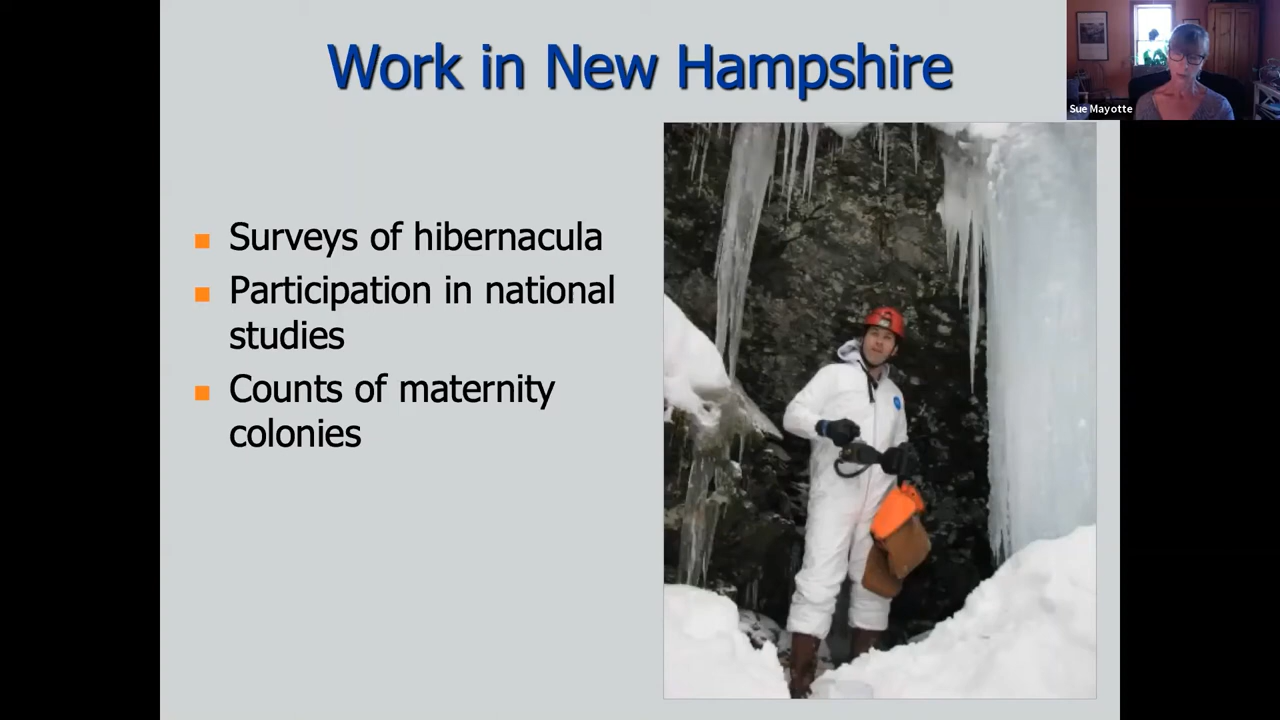 Work in New Hampshire
Sue Mayotte
Surveys of hibernacula
Participation in national
studies
Counts of maternity
colonies